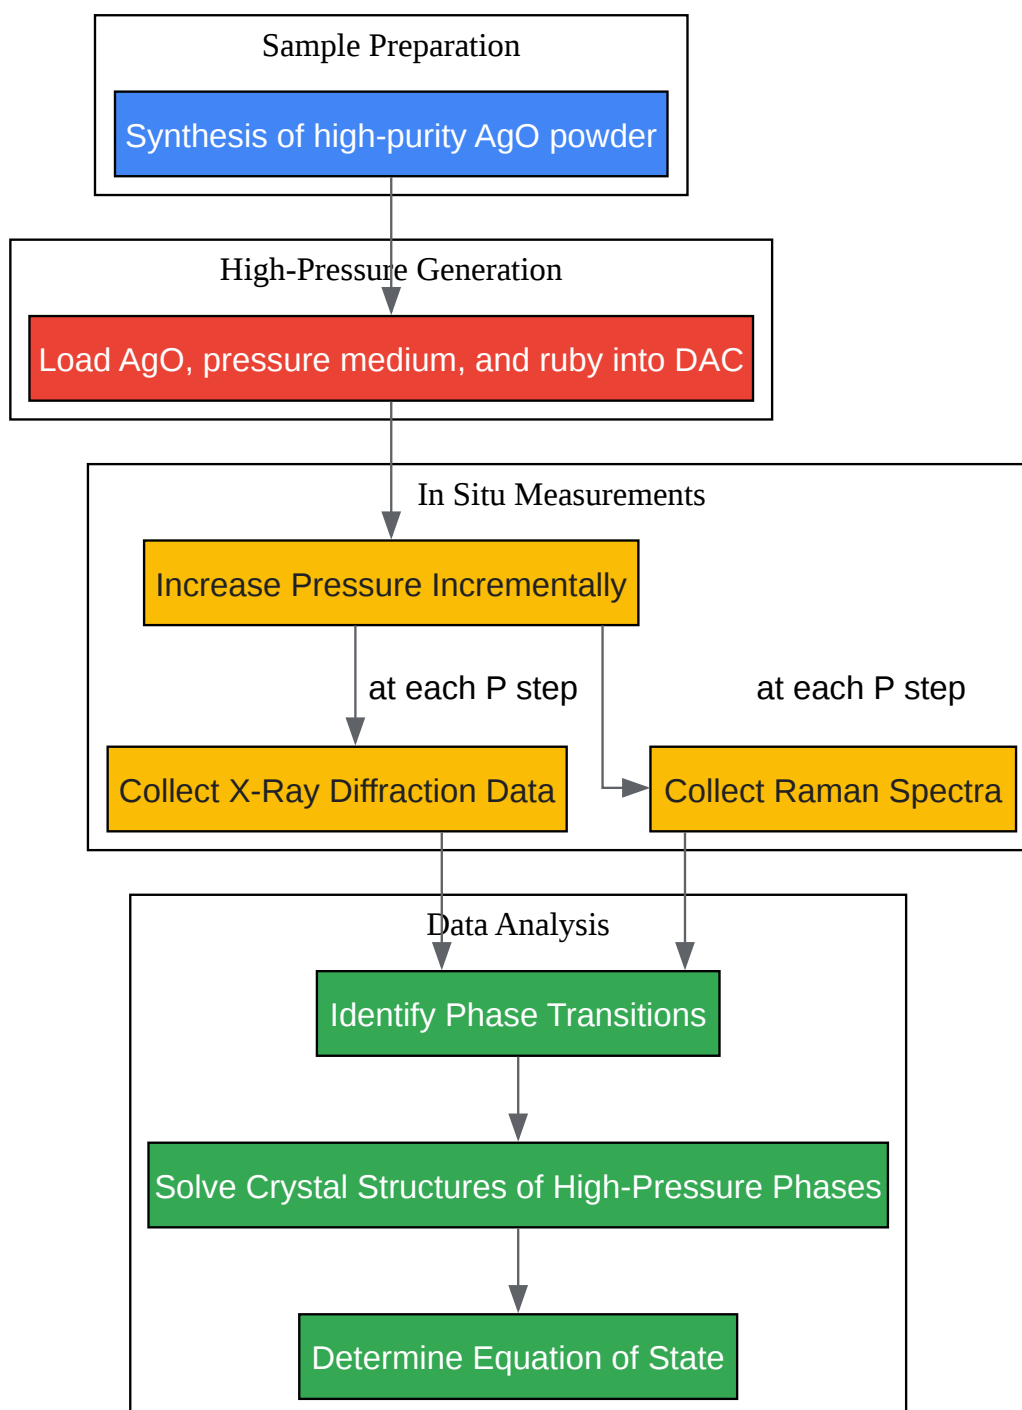 Sample Preparation
Synthesis of high-purity AgO powder
High-Pressure Generation
Load AgO, pressure medium, and ruby into DAC
In Situ Measurements
Increase Pressure Incrementally
at each P step
at each P step
Collect X-Ray Diffraction Data
Collect Raman Spectra
Data Analysis
Identify Phase Transitions
Solve Crystal Structures of High-Pressure Phases
Determine Equation of State